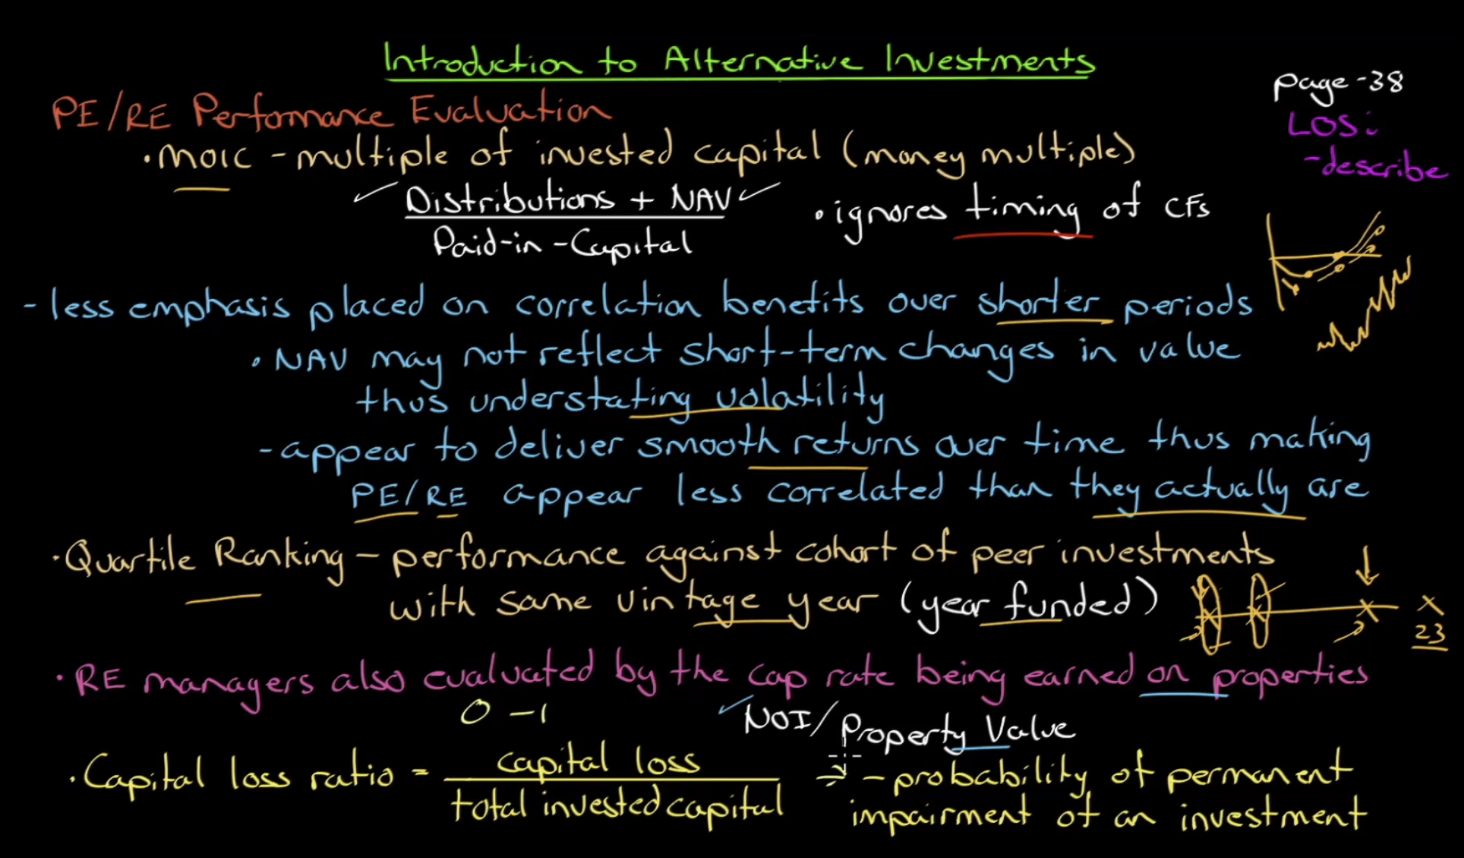 Introduction to Alternative Investments
page -38
LOS:
- describe
PE/RE Performance Evaluation
• MOIC - multiple of invested capital (money multiple)
Distributions + NAV
Paid-in-Capital
• ignores timing of CFs
- less emphasis placed on correlation benefits over shorter periods
• NAV may not reflect short-term changes in value
thus understating volatility
- appear to deliver smooth returns over time thus making
PE/RE appear less correlated than they actually are
• Quartile Ranking - performance against cohort of peer investments
with same vintage year (year funded)
X
23
• RE managers also evaluated by the cap rate being earned on properties
0 - 1
NOI/Property Value
• Capital loss ratio = capital loss
total invested capital
- probability of permanent
impairment of an investment